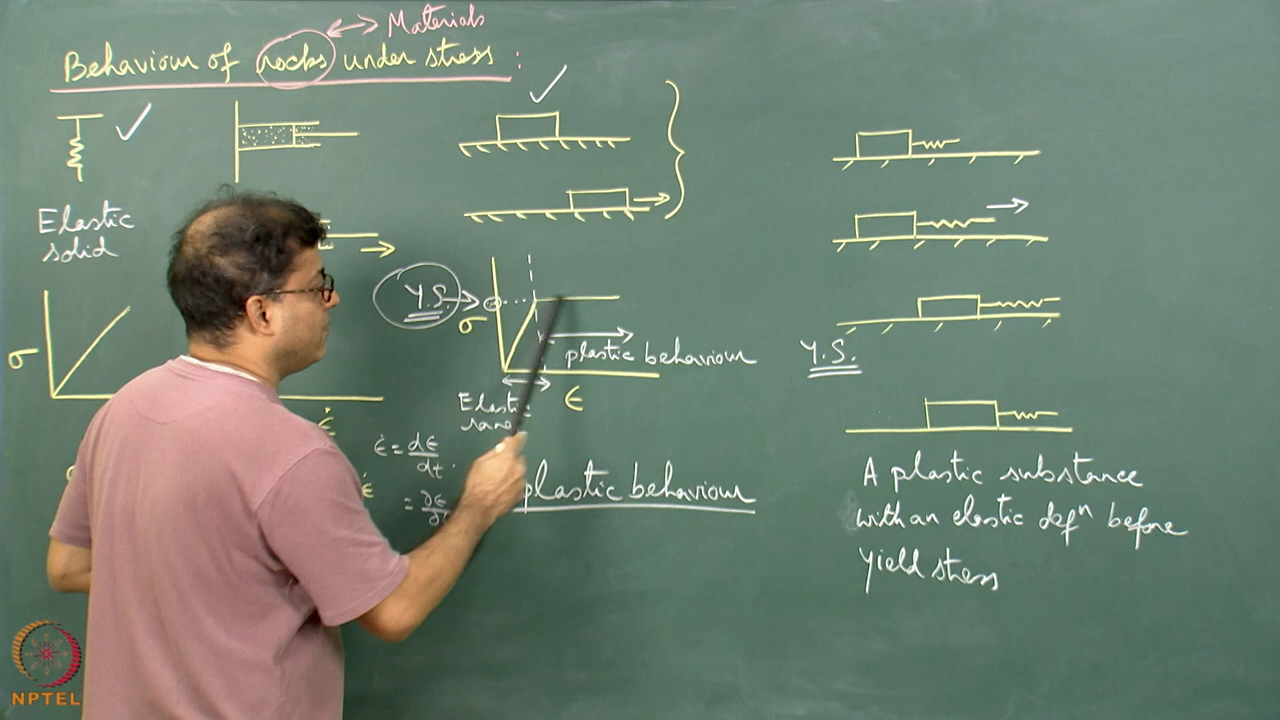 Materials
Behaviour of rocks under stress :
Elastic
solid
σ
ε̇
ε̇
Y.S.
σ
plastic behaviour
ε
Elastic
ε̇ = dε
dt
= ∂ε
plastic behaviour
Y.S.
A plastic substance
with an elastic defⁿ before
yield stress
NPTEL